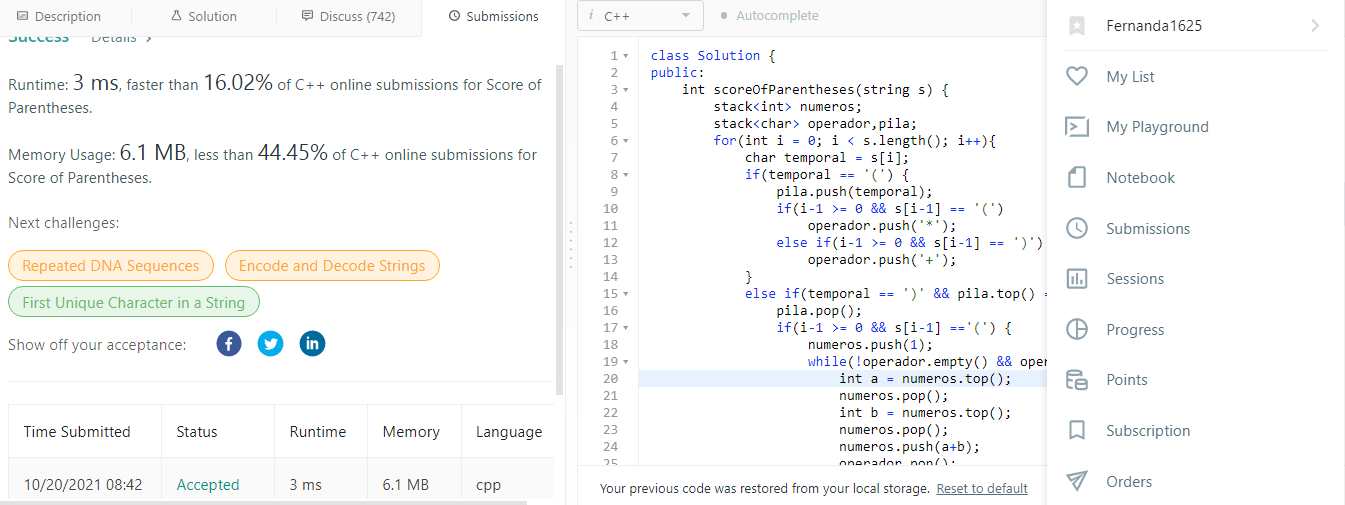 Description
Solution
Discuss (742)
Submissions
Success Details >
Runtime: 3 ms, faster than 16.02% of C++ online submissions for Score of
Parentheses.
Memory Usage: 6.1 MB, less than 44.45% of C++ online submissions for
Score of Parentheses.
Next challenges:
Repeated DNA Sequences
Encode and Decode Strings
First Unique Character in a String
Show off your acceptance:
Time Submitted Status Runtime Memory Language
10/20/2021 08:42 Accepted 3 ms 6.1 MB cpp
i C++
Autocomplete
1 class Solution {
2 public:
3 int scoreOfParentheses(string s) {
4 stack<int> numeros;
5 stack<char> operador,pila;
6 for(int i = 0; i < s.length(); i++){
7 char temporal = s[i];
8 if(temporal == '(') {
9 pila.push(temporal);
10 if(i-1 >= 0 && s[i-1] == '(')
11 operador.push('*');
12 else if(i-1 >= 0 && s[i-1] == ')')
13 operador.push('+');
14 }
15 else if(temporal == ')' && pila.top() =
16 pila.pop();
17 if(i-1 >= 0 && s[i-1] =='(') {
18 numeros.push(1);
19 while(!operador.empty() && oper
20 int a = numeros.top();
21 numeros.pop();
22 int b = numeros.top();
23 numeros.pop();
24 numeros.push(a+b);
25 operador.pop();
Your previous code was restored from your local storage. Reset to default
Fernanda1625
My List
My Playground
Notebook
Submissions
Sessions
Progress
Points
Subscription
Orders